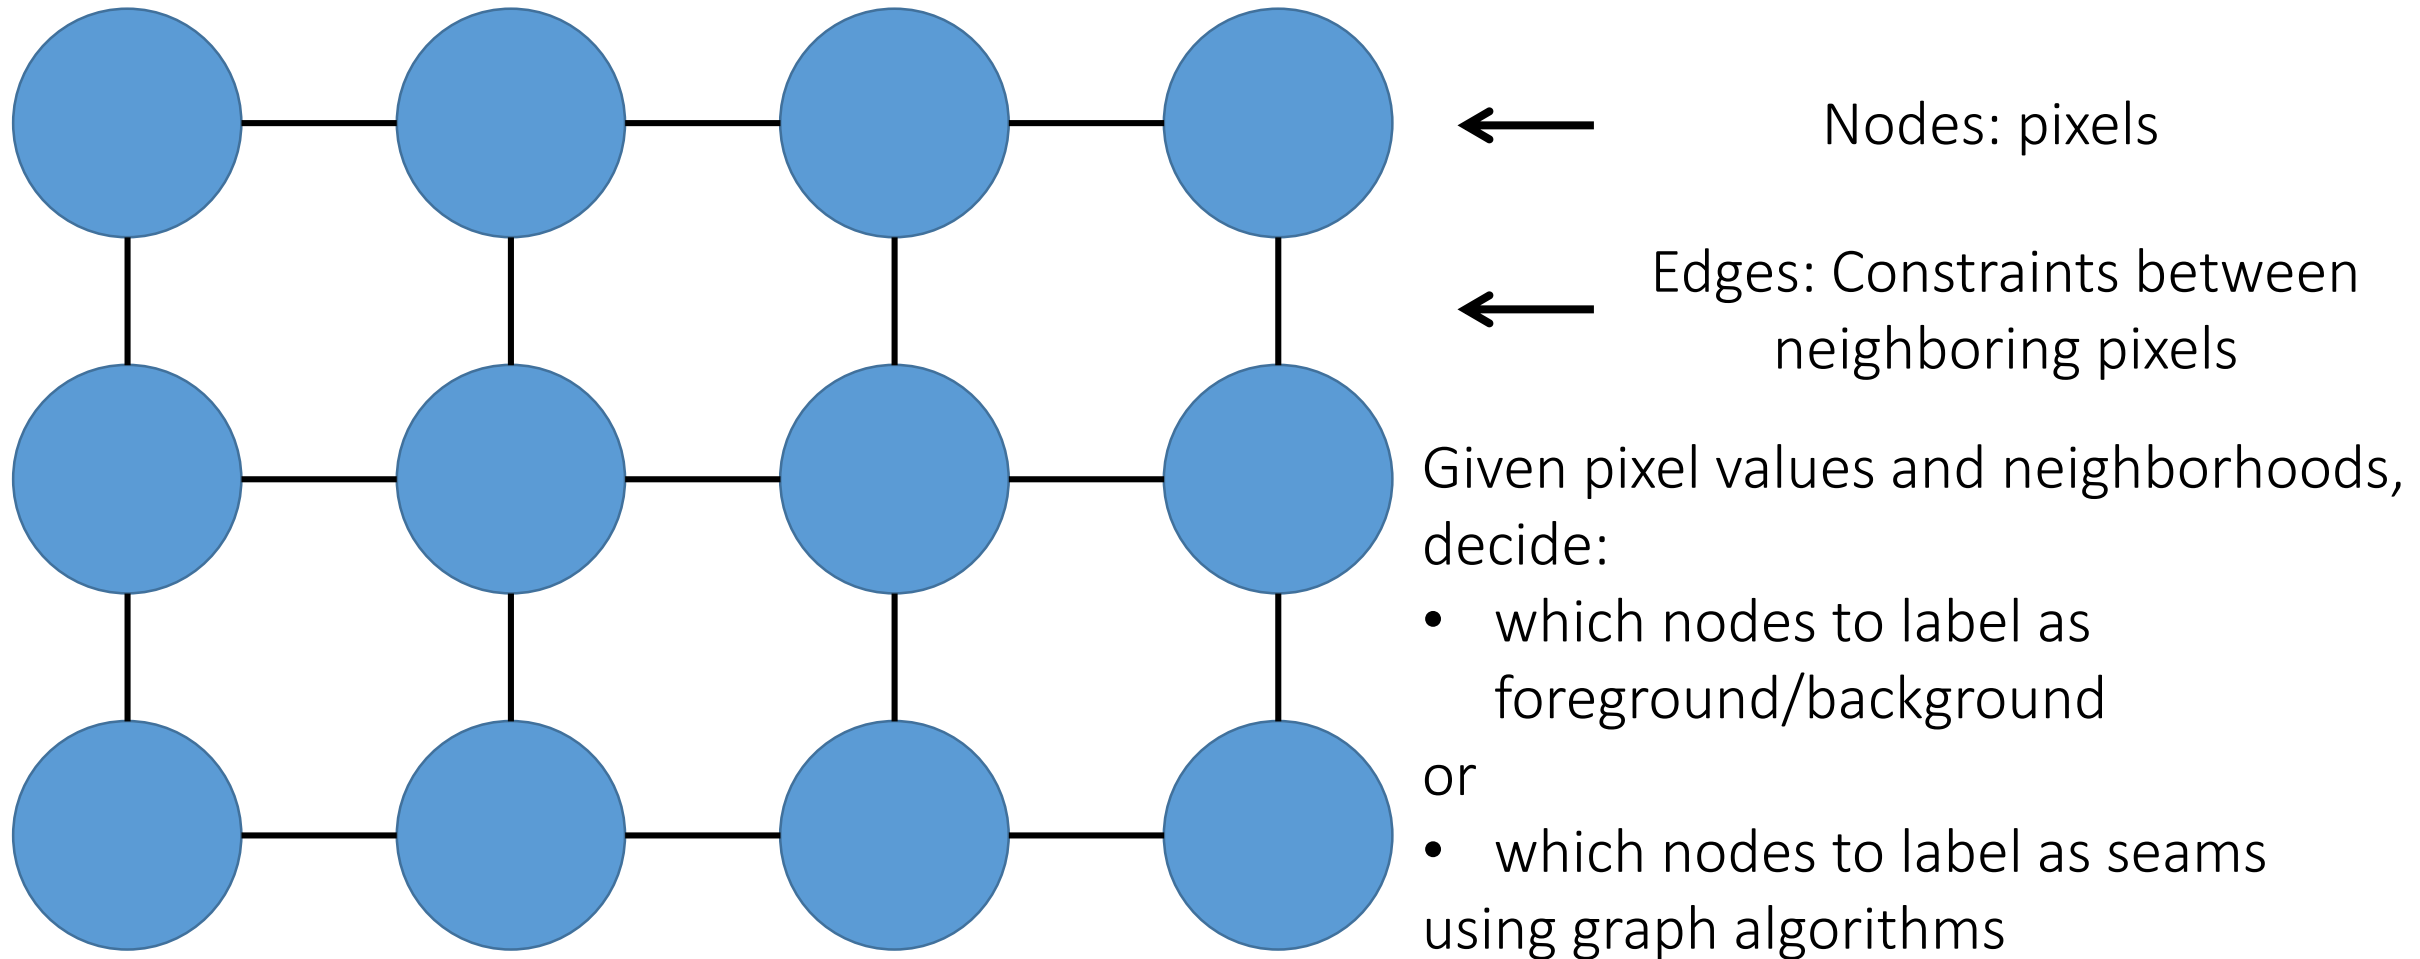 Nodes: pixels
Edges: Constraints between
neighboring pixels
Given pixel values and neighborhoods,
decide:
• which nodes to label as
foreground/background
or
• which nodes to label as seams
using graph algorithms